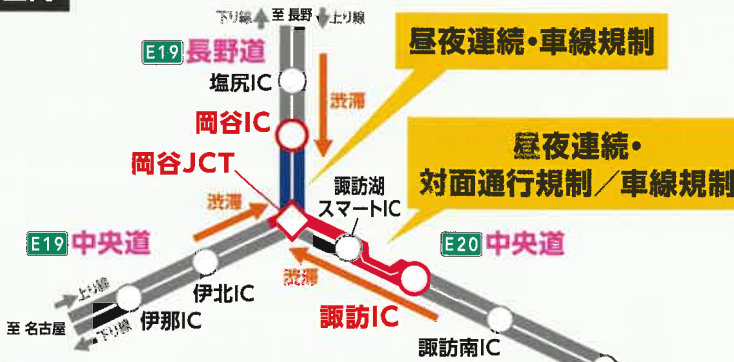 下り線 至 長野 上り線
E19 長野道
昼夜連続・車線規制
塩尻IC
渋滞
岡谷IC
昼夜連続・
対面通行規制／車線規制
岡谷JCT
諏訪湖
スマートIC
渋滞
E19 中央道
E20 中央道
渋滞
上り線
伊北IC
諏訪IC
至 名古屋
下り線
伊那IC
諏訪南IC